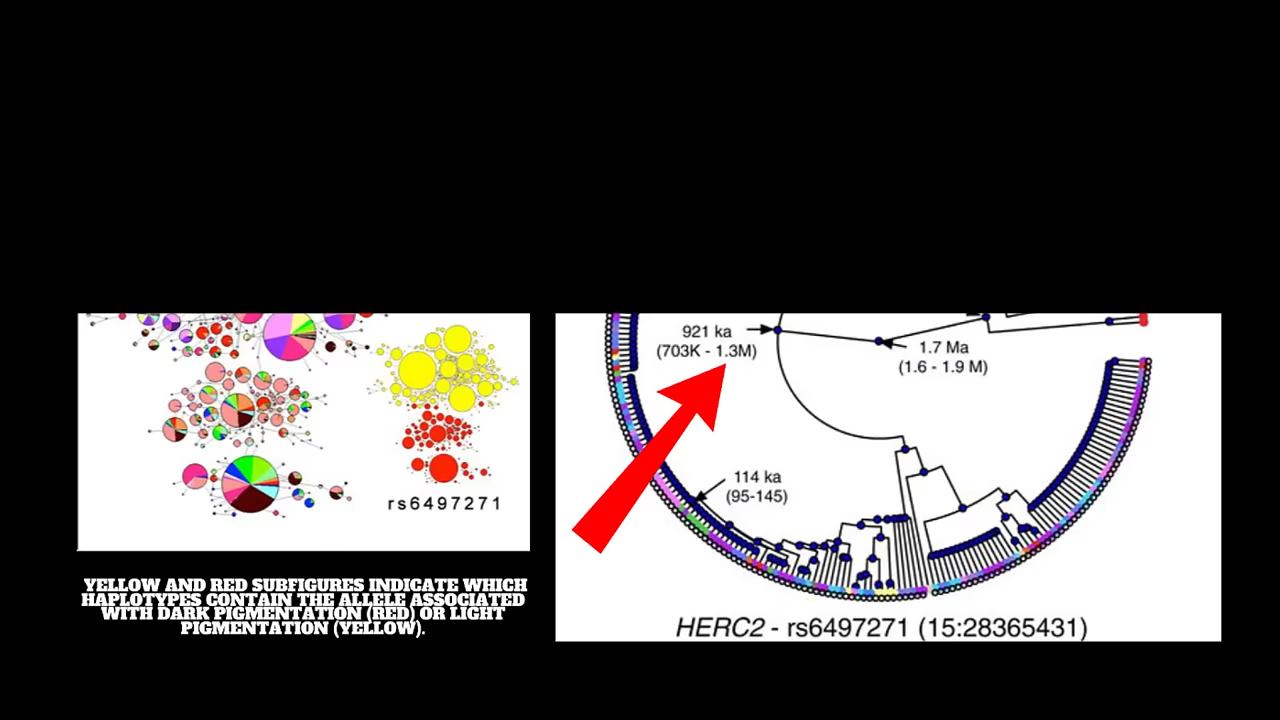 rs6497271
YELLOW AND RED SUBFIGURES INDICATE WHICH
HAPLOTYPES CONTAIN THE ALLELE ASSOCIATED
WITH DARK PIGMENTATION (RED) OR LIGHT
PIGMENTATION (YELLOW).
921 ka
(703K - 1.3M)
1.7 Ma
(1.6 - 1.9 M)
114 ka
(95-145)
HERC2 - rs6497271 (15:28365431)